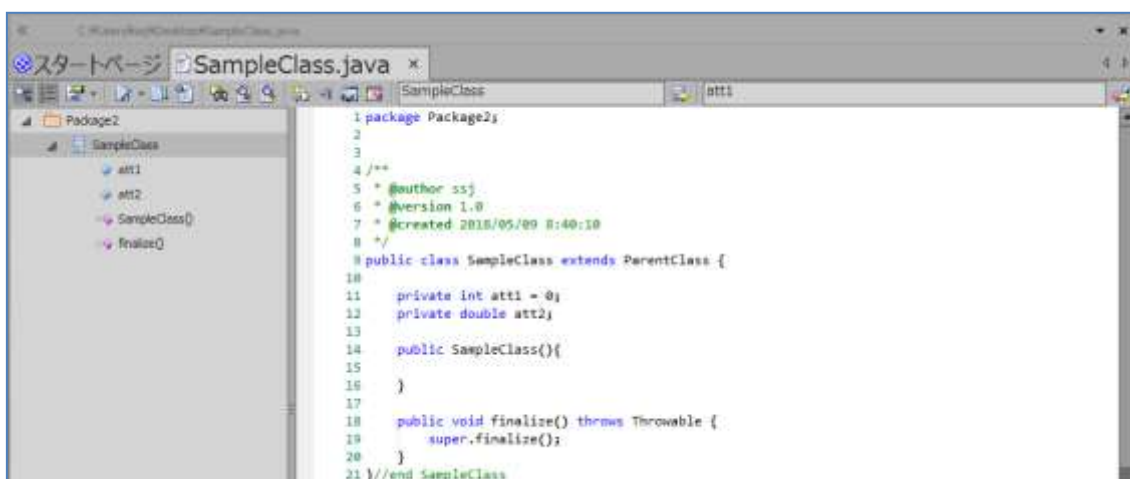 スタートページ SampleClass.java ×
SampleClass att1
Package2
SampleClass
att1
att2
SampleClass()
finalize()
1 package Package2;
2
3
4 /**
5 * @author ssj
6 * @version 1.0
7 * @created 2018/05/09 8:40:10
8 */
9 public class SampleClass extends ParentClass {
10
11 private int att1 = 0;
12 private double att2;
13
14 public SampleClass(){
15
16 }
17
18 public void finalize() throws Throwable {
19 super.finalize();
20 }
21 }//end SampleClass